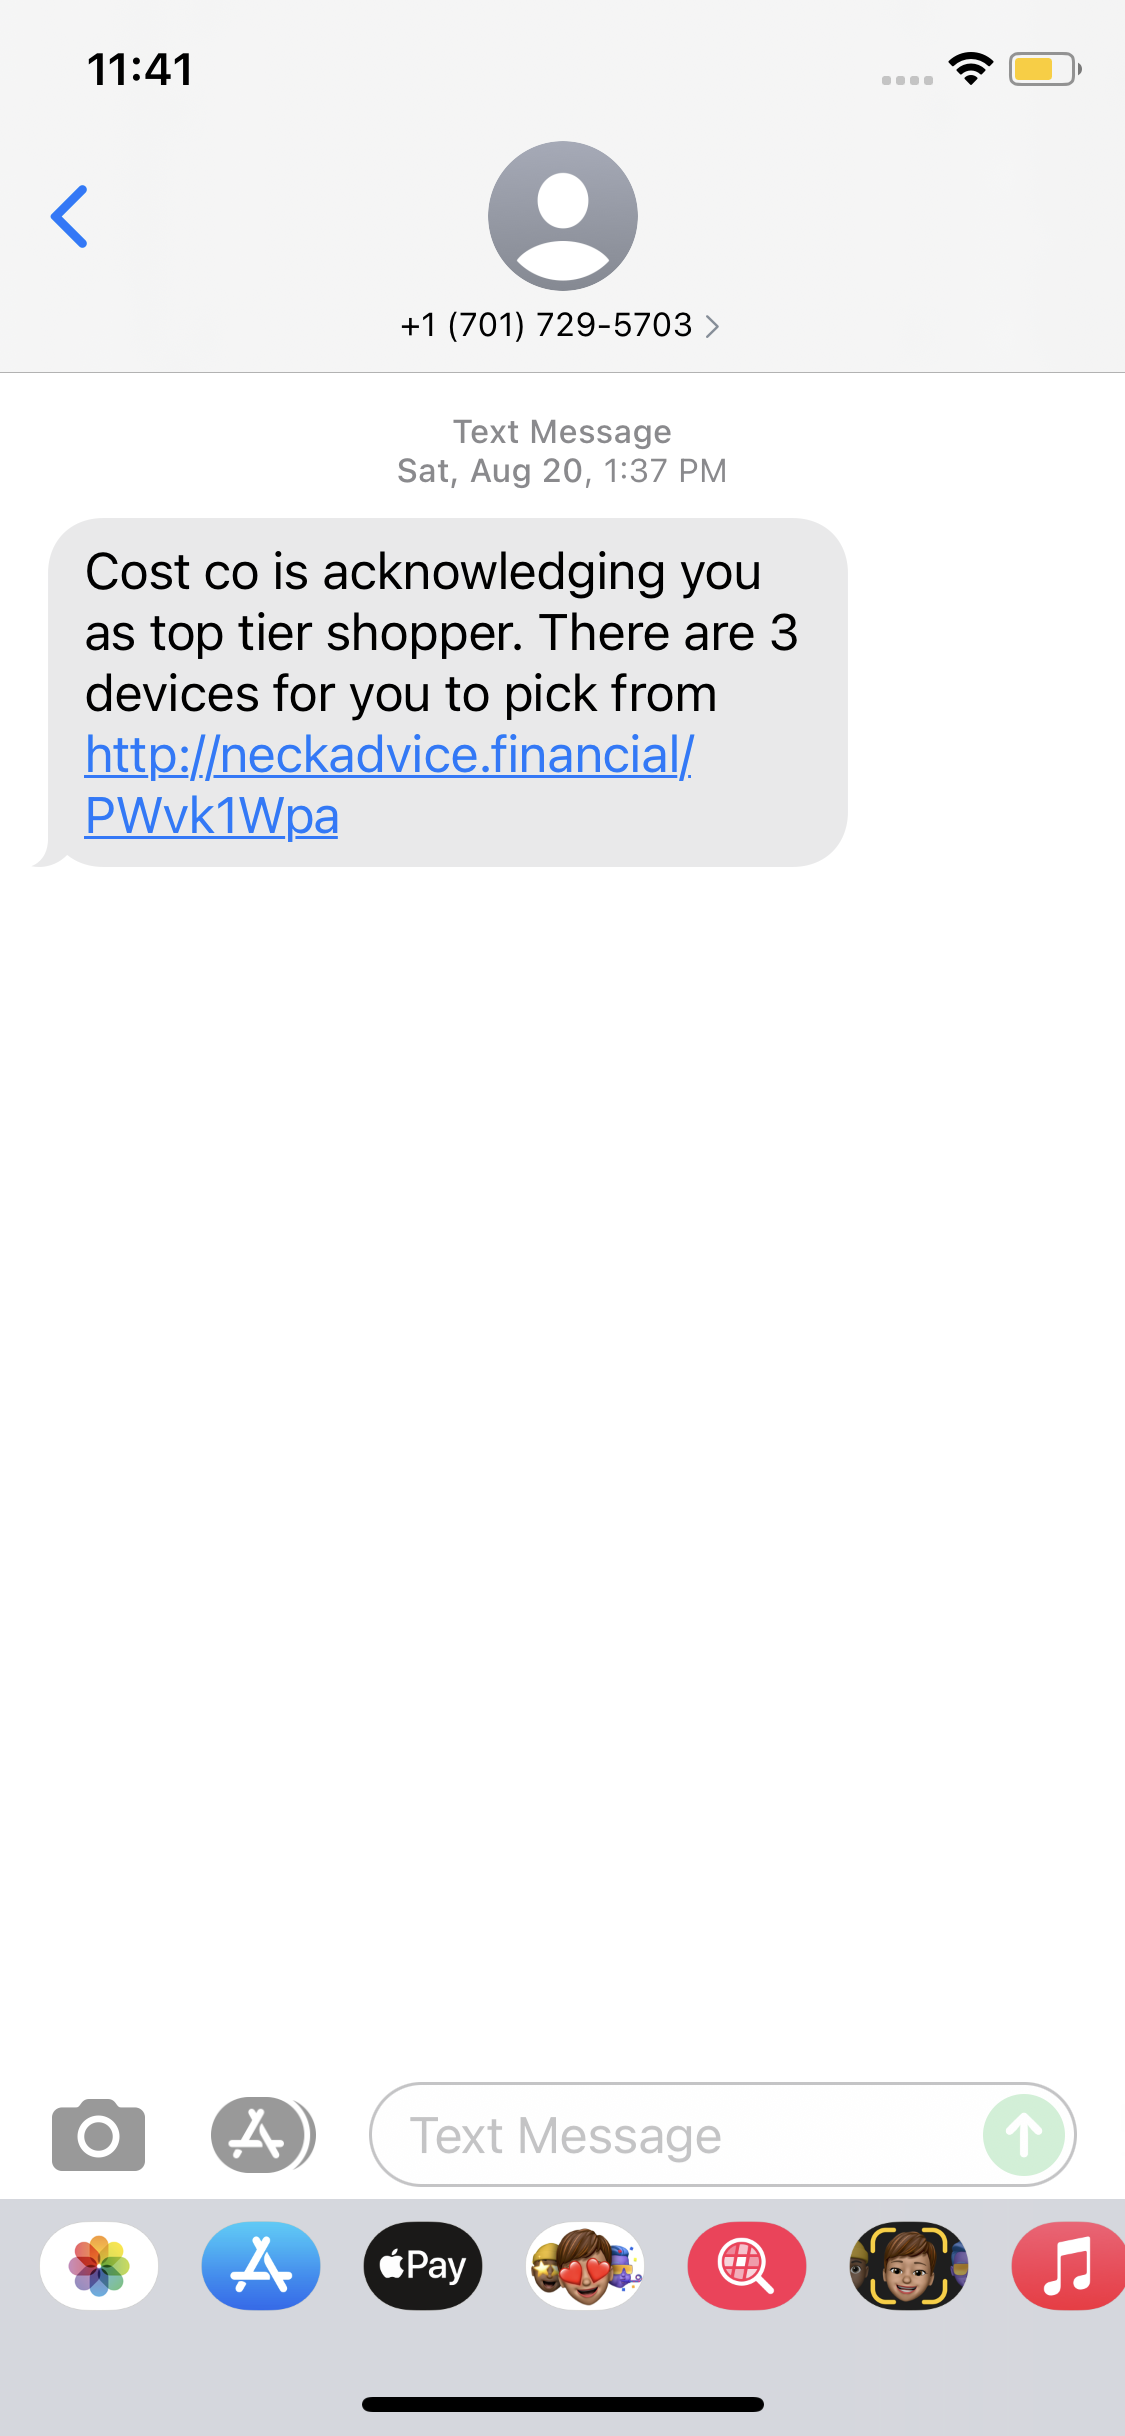 11:41
+1 (701) 729-5703
Text Message
Sat, Aug 20, 1:37 PM
Cost co is acknowledging you
as top tier shopper. There are 3
devices for you to pick from
http://neckadvice.financial/
PWvk1Wpa
Text Message
Pay